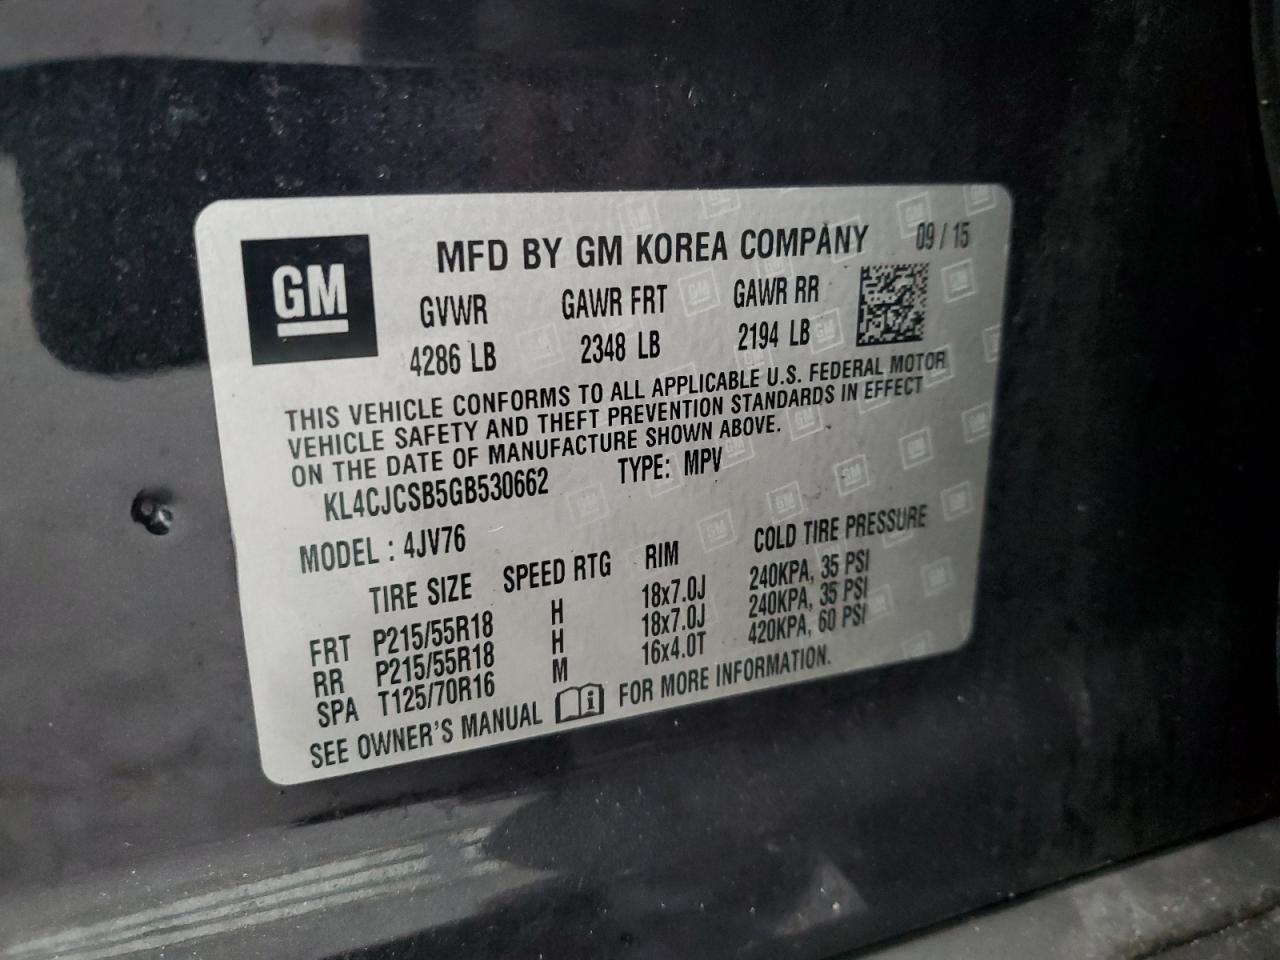 GM
MFD BY GM KOREA COMPANY 09 / 15
GVWR GAWR FRT GAWR RR
4286 LB 2348 LB 2194 LB
THIS VEHICLE CONFORMS TO ALL APPLICABLE U.S. FEDERAL MOTOR
VEHICLE SAFETY AND THEFT PREVENTION STANDARDS IN EFFECT
ON THE DATE OF MANUFACTURE SHOWN ABOVE.
KL4CJCSB5GB530662 TYPE: MPV
MODEL : 4JV76
TIRE SIZE SPEED RTG RIM COLD TIRE PRESSURE
FRT P215/55R18 H 18x7.0J 240KPA, 35 PSI
RR P215/55R18 H 18x7.0J 240KPA, 35 PSI
SPA T125/70R16 M 16x4.0T 420KPA, 60 PSI
SEE OWNER'S MANUAL FOR MORE INFORMATION.